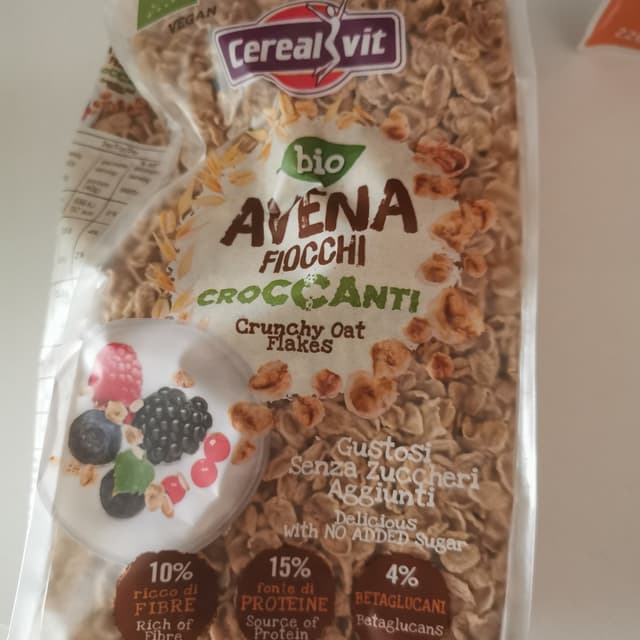 VEGAN
Cereal vit
bio
AVENA
FIOCCHI
CROCCANTI
Crunchy Oat
Flakes
Gustosi
Senza Zuccheri
Aggiunti
Delicious
with NO ADDED Sugar
10%
ricco di
FIBRE
Rich of
Fibre
15%
fonte di
PROTEINE
Source of
Protein
4%
BETAGLUCANI
Betaglucans